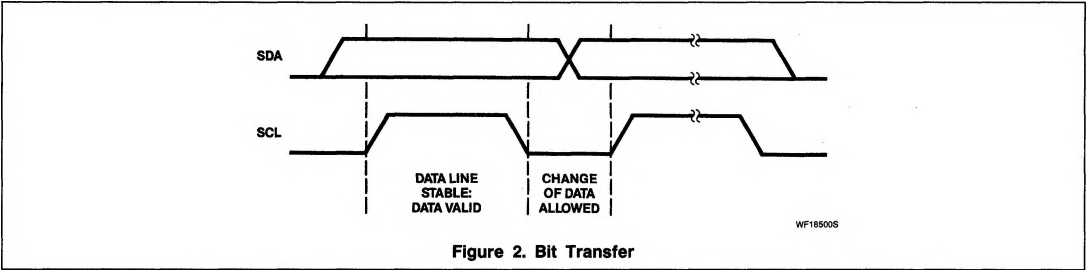 SDA
SCL
DATA LINE
STABLE:
DATA VALID
CHANGE
OF DATA
ALLOWED
WF18500S
Figure 2. Bit Transfer